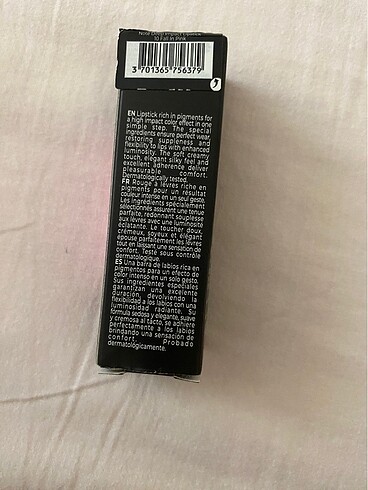 Nine Deep Impact Lipstick
10 Fall In Pink
3 701365 756379
EN Lipstick rich in pigments for
a high impact color effect in one
simple step. The special
ingredients ensure perfect wear,
restoring suppleness and
flexibility to lips with enhanced
luminosity. The soft creamy
touch, elegant silky feel and
excellent adherence deliver
pleasurable comfort.
Dermatologically tested.
FR Rouge à lèvres riche en
pigments pour un résultat
couleur intense en un seul geste.
Les ingrédients spécialement
sélectionnés assurent une tenue
parfaite, redonnant souplesse
aux lèvres avec une luminosité
éclatante. Le toucher doux,
crémeux, soyeux et élégant
épouse parfaitement les lèvres
tout en laissant une sensation de
confort. Testé sous contrôle
dermatologique.
ES Una barra de labios rica en
pigmentos para un efecto de
color intenso en un solo gesto.
Sus ingredientes especiales
garantizan una excelente
duración, devolviendo la
flexibilidad a los labios con una
luminosidad radiante. Su
fórmula sedosa y elegante, suave
y cremosa al tacto, se adhiere
perfectamente a los labios
brindando una sensación de
confort. Probado
dermatológicamente.